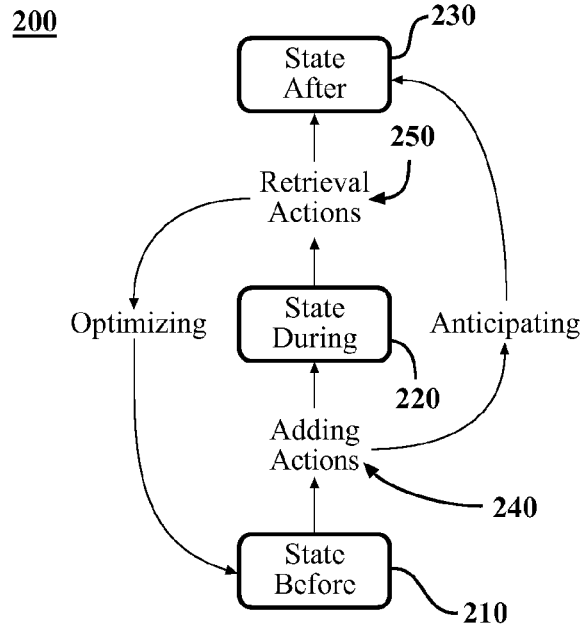 200
230
State
After
250
Retrieval
Actions
Optimizing
State
During
Anticipating
220
Adding
Actions
240
State
Before
210